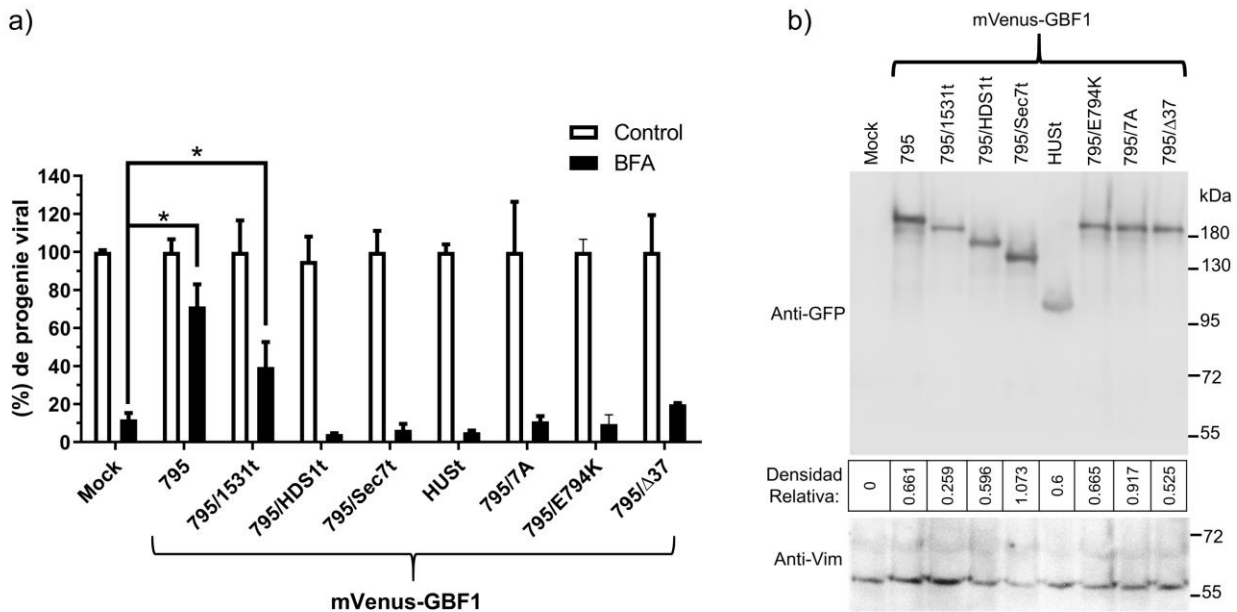 a)
Control
BFA
*
*
(%) de progenie viral
140
120
100
80
60
40
20
0
Mock
795
795/1531t
795/HDS1t
795/Sec7t
HUSt
795/7A
795/E794K
795/Δ37
mVenus-GBF1
b)
mVenus-GBF1
Mock
795
795/1531t
795/HDS1t
795/Sec7t
HUSt
795/E794K
795/7A
795/Δ37
kDa
180
130
95
72
55
Anti-GFP
Densidad
Relativa:
0
0.661
0.259
0.596
1.073
0.6
0.665
0.917
0.525
Anti-Vim
72
55